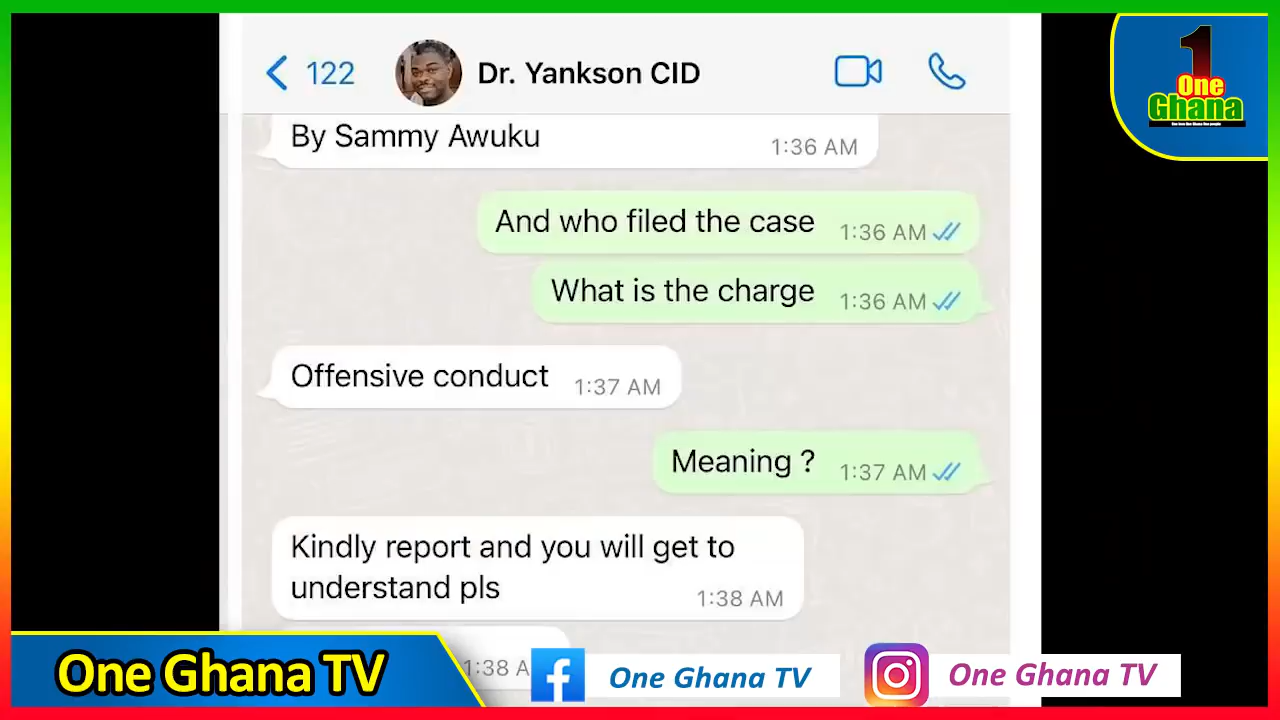 122
Dr. Yankson CID
1
One
Ghana
By Sammy Awuku
1:36 AM
And who filed the case
1:36 AM
What is the charge
1:36 AM
Offensive conduct
1:37 AM
Meaning ?
1:37 AM
Kindly report and you will get to
understand pls
1:38 AM
1:38 A
One Ghana TV
One Ghana TV
One Ghana TV